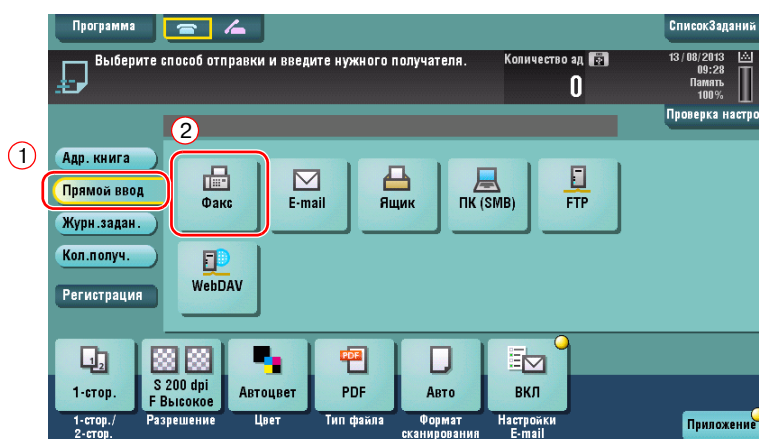 Программа
СписокЗаданий
Выберите способ отправки и введите нужного получателя.
Количество ад
0
13/08/2013
09:28
Память
100%
Проверка настро
1
2
Адр. книга
Прямой ввод
Журн.задан.
Кол.получ.
Регистрация
Факс
E-mail
Ящик
ПК (SMB)
FTP
WebDAV
1-стор.
S 200 dpi
F Высокое
Автоцвет
PDF
PDF
Авто
ВКЛ
1-стор./
2-стор.
Разрешение
Цвет
Тип файла
Формат
сканирования
Настройки
E-mail
Приложение